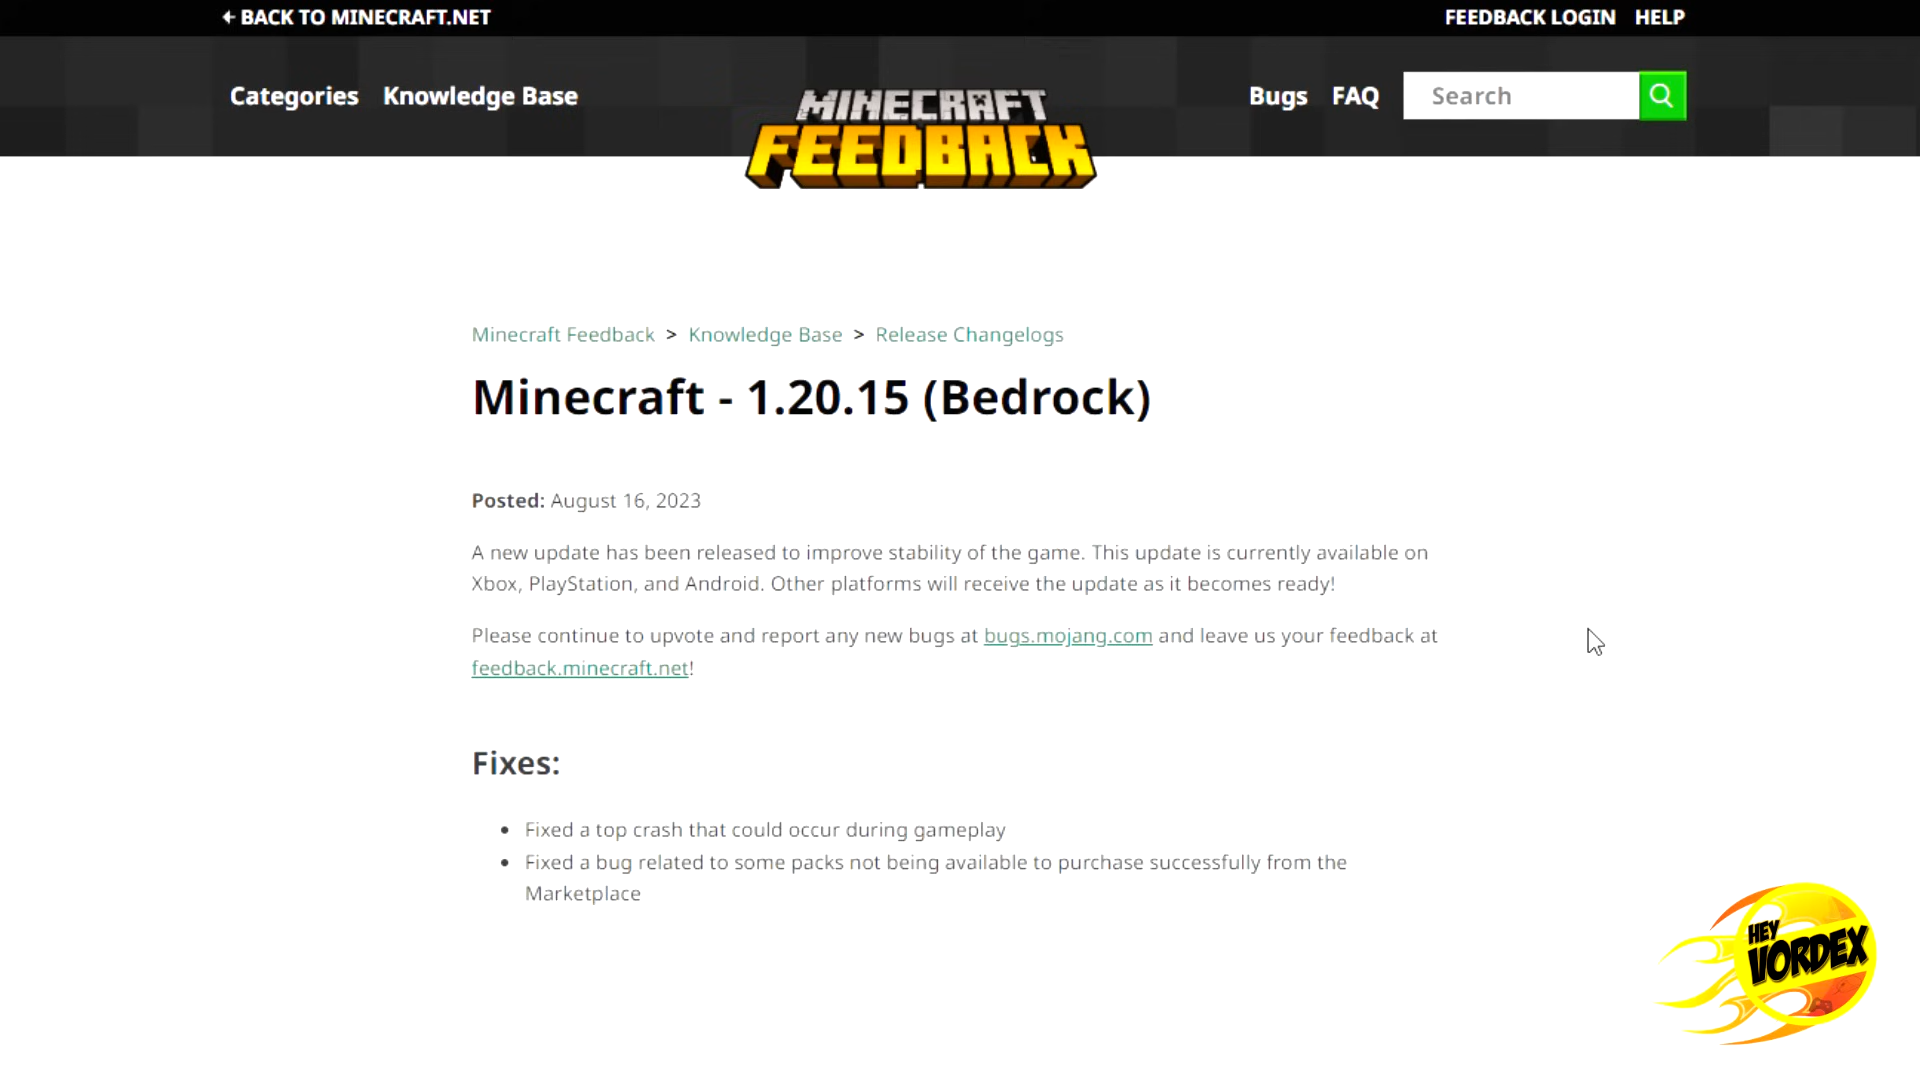 BACK TO MINECRAFT.NET
FEEDBACK LOGIN HELP
Categories Knowledge Base
MINECRAFT
FEEDBACK
Bugs FAQ Search
Minecraft Feedback > Knowledge Base > Release Changelogs
Minecraft - 1.20.15 (Bedrock)
Posted: August 16, 2023
A new update has been released to improve stability of the game. This update is currently available on
Xbox, PlayStation, and Android. Other platforms will receive the update as it becomes ready!
Please continue to upvote and report any new bugs at bugs.mojang.com and leave us your feedback at
feedback.minecraft.net!
Fixes:
• Fixed a top crash that could occur during gameplay
• Fixed a bug related to some packs not being available to purchase successfully from the
Marketplace
HEY
VORDEX